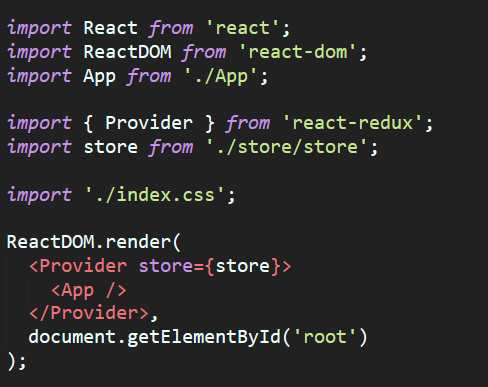 import React from 'react';
import ReactDOM from 'react-dom';
import App from './App';

import { Provider } from 'react-redux';
import store from './store/store';

import './index.css';

ReactDOM.render(
  <Provider store={store}>
    <App />
  </Provider>,
  document.getElementById('root')
);